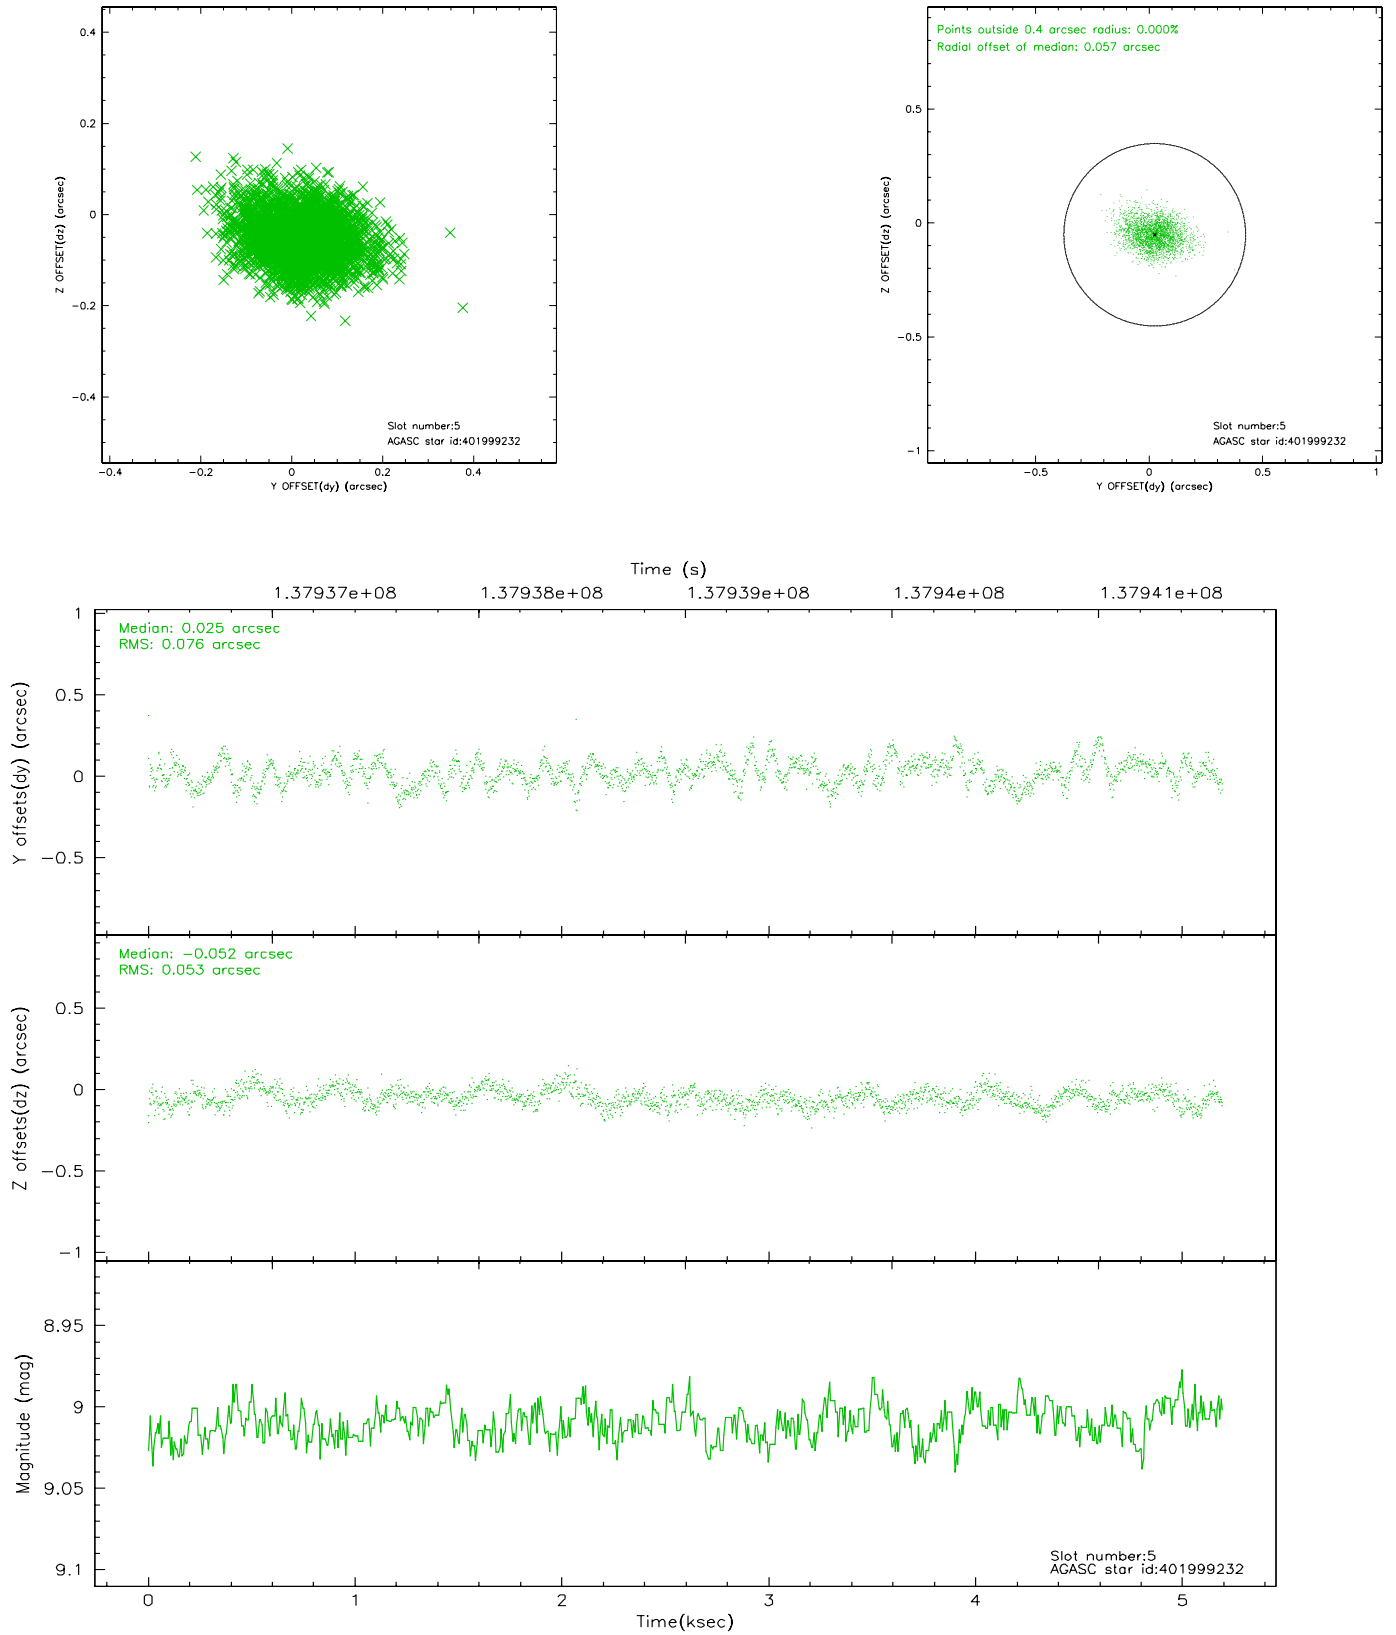 0.4
0.2
0
-0.2
-0.4
Z OFFSET(dz) (arcsec)
Slot number:5
AGASC star id:401999232
-0.4 -0.2 0 0.2 0.4
Y OFFSET(dy) (arcsec)
Points outside 0.4 arcsec radius: 0.000%
Radial offset of median: 0.057 arcsec
0.5
0
-0.5
-1
Z OFFSET(dz) (arcsec)
Slot number:5
AGASC star id:401999232
-0.5 0 0.5 1
Y OFFSET(dy) (arcsec)
Time (s)
1.37937e+08 1.37938e+08 1.37939e+08 1.3794e+08 1.37941e+08
Median: 0.025 arcsec
RMS: 0.076 arcsec
1
0.5
0
-0.5
Y offsets(dy) (arcsec)
Median: -0.052 arcsec
RMS: 0.053 arcsec
0.5
0
-0.5
-1
Z offsets(dz) (arcsec)
8.95
9
9.05
9.1
Magnitude (mag)
Slot number:5
AGASC star id:401999232
0 1 2 3 4 5
Time(ksec)